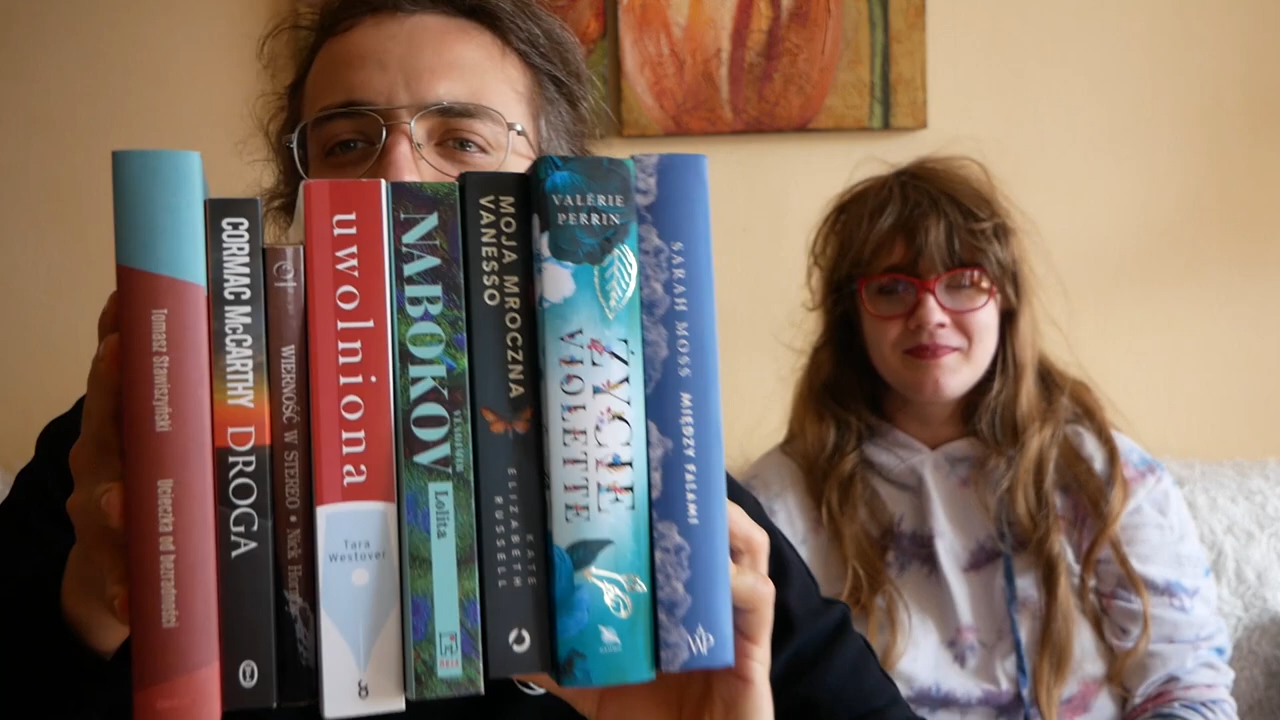 Tomasz Stawiszyński
Ucieczka od bezradności
CORMAC McCARTHY
DROGA
WIERNOŚĆ W STEREO • Nick Hornby
uwolniona
Tara
Westover
NABOKOV
VLADIMIR
Lolita
MOJA MROCZNA
VANESSO
KATE
ELIZABETH
RUSSELL
VALÉRIE
PERRIN
ŻYCIE
VIOLETTE
SARAH MOSS MIĘDZY FALAMI
WP